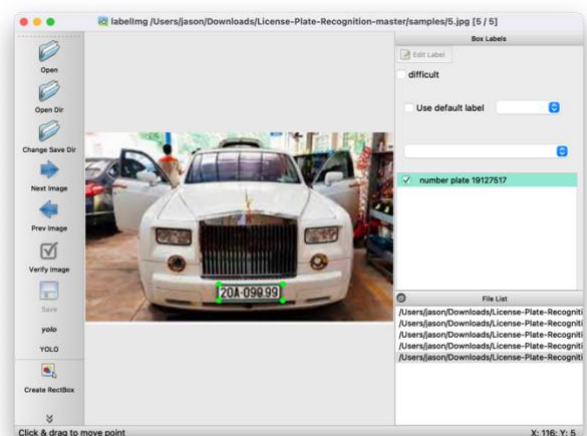 labelImg /Users/jason/Downloads/License-Plate-Recognition-master/samples/5.jpg [5 / 5]
Open
Open Dir
Change Save Dir
Next Image
Prev Image
Verify Image
Save
yolo
YOLO
Create RectBox
20A-099.99
Box Labels
Edit Label
difficult
Use default label
number plate 19127517
File List
/Users/jason/Downloads/License-Plate-Recogniti
/Users/jason/Downloads/License-Plate-Recogniti
/Users/jason/Downloads/License-Plate-Recogniti
/Users/jason/Downloads/License-Plate-Recogniti
/Users/jason/Downloads/License-Plate-Recogniti
Click & drag to move point
X: 116; Y: 5